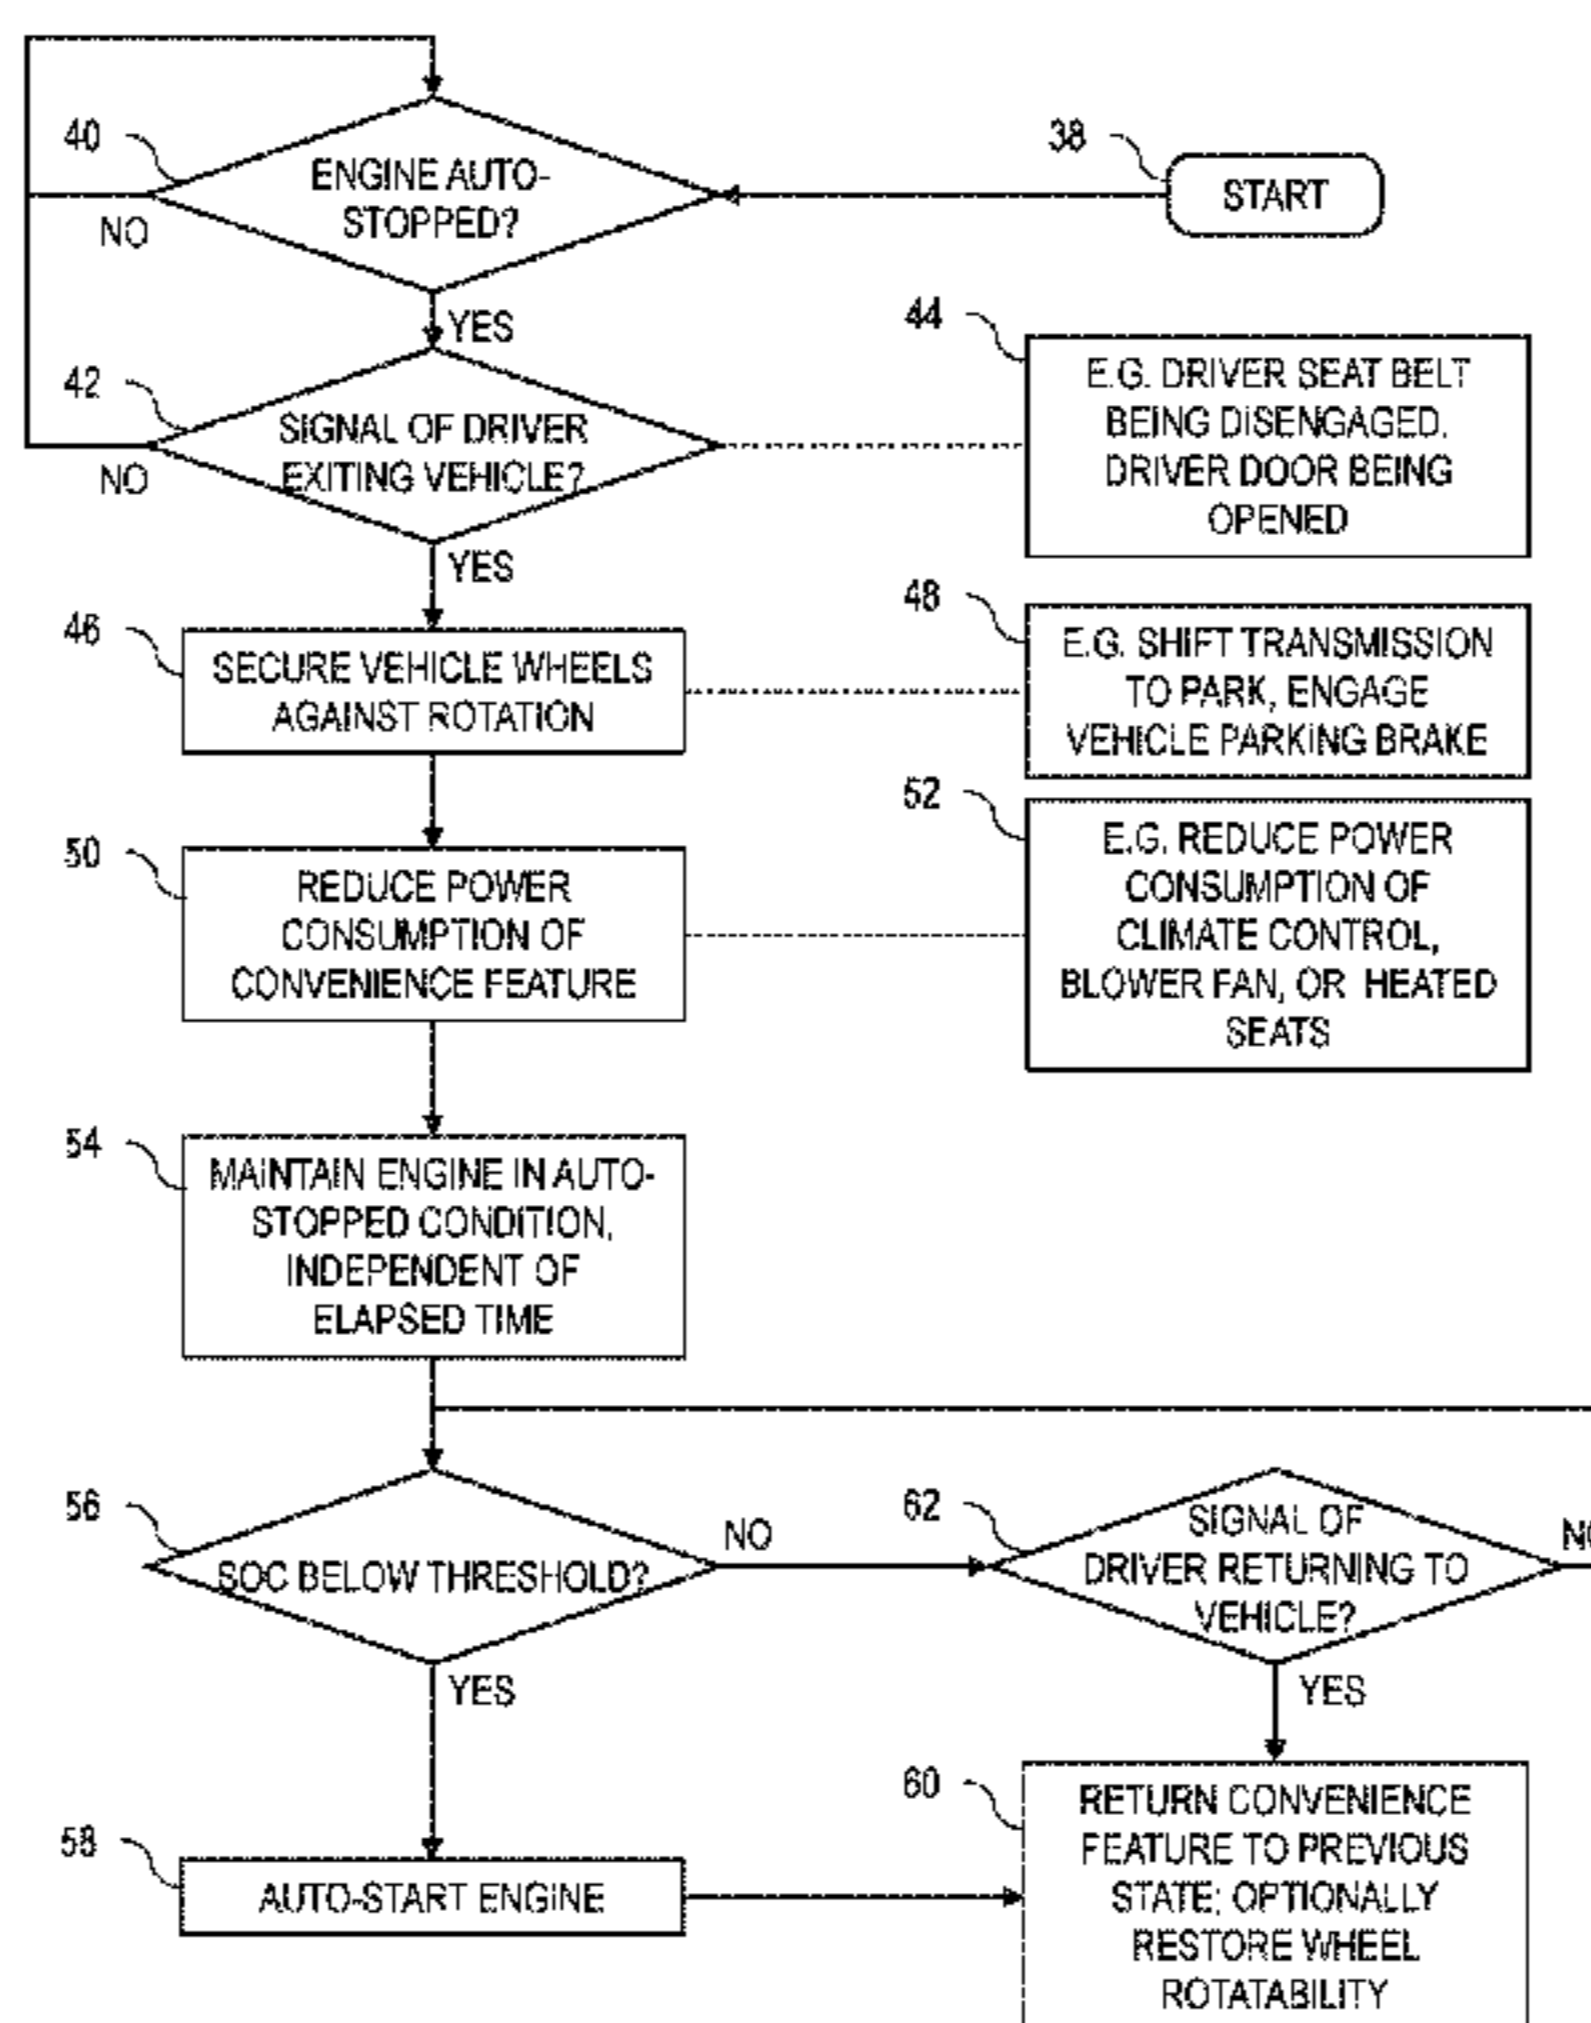 40
ENGINE AUTO-
STOPPED?
NO
YES
38
START
42
SIGNAL OF DRIVER
EXITING VEHICLE?
NO
YES
44
E.G. DRIVER SEAT BELT
BEING DISENGAGED.
DRIVER DOOR BEING
OPENED
46
SECURE VEHICLE WHEELS
AGAINST ROTATION
48
E.G. SHIFT TRANSMISSION
TO PARK, ENGAGE
VEHICLE PARKING BRAKE
50
REDUCE POWER
CONSUMPTION OF
CONVENIENCE FEATURE
52
E.G. REDUCE POWER
CONSUMPTION OF
CLIMATE CONTROL,
BLOWER FAN, OR HEATED
SEATS
54
MAINTAIN ENGINE IN AUTO-
STOPPED CONDITION,
INDEPENDENT OF
ELAPSED TIME
56
SOC BELOW THRESHOLD?
NO
YES
62
SIGNAL OF
DRIVER RETURNING TO
VEHICLE?
NO
YES
58
AUTO-START ENGINE
60
RETURN CONVENIENCE
FEATURE TO PREVIOUS
STATE; OPTIONALLY
RESTORE WHEEL
ROTATABILITY